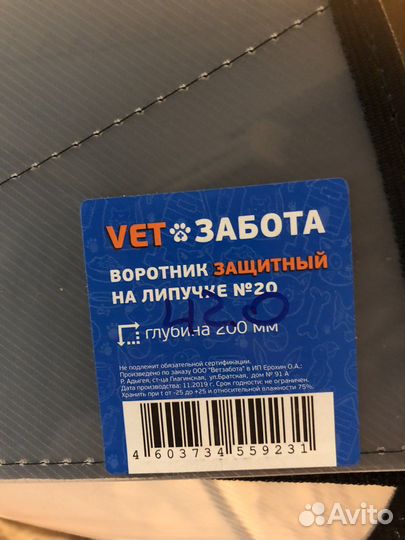 VET ЗАБОТА
ВОРОТНИК ЗАЩИТНЫЙ
НА ЛИПУЧКЕ №20
420
глубина 200 мм
Не подлежит обязательной сертификации.
Произведено по заказу ООО "Ветзабота" в ИП Ерохин О.А.:
Р. Адыгея, ст-ца Гиагинская, ул.Братская, дом № 91 А
Дата производства: 11.2019 г. Срок годности: не ограничен.
Хранить при t от -25 до +25 и относительной влажности 75%.
4 603734 559231
Avito